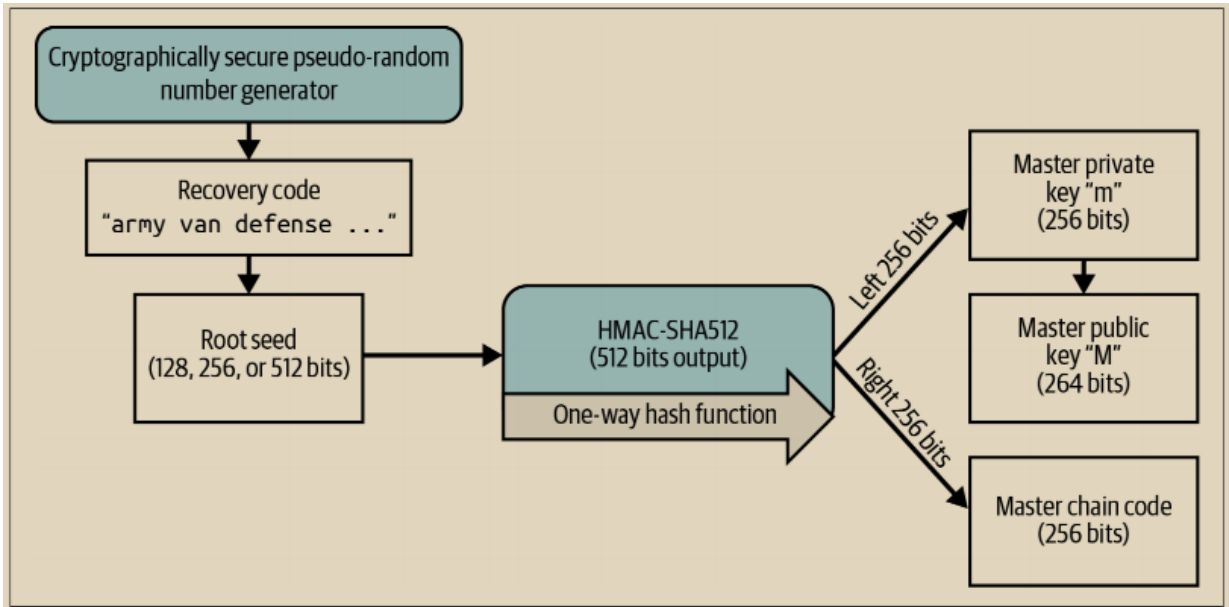 Cryptographically secure pseudo-random
number generator
Recovery code
“army van defense ...“
Root seed
(128, 256, or 512 bits)
HMAC-SHA512
(512 bits output)
One-way hash function
Left 256 bits
Right 256 bits
Master private
key “m”
(256 bits)
Master public
key “M”
(264 bits)
Master chain code
(256 bits)